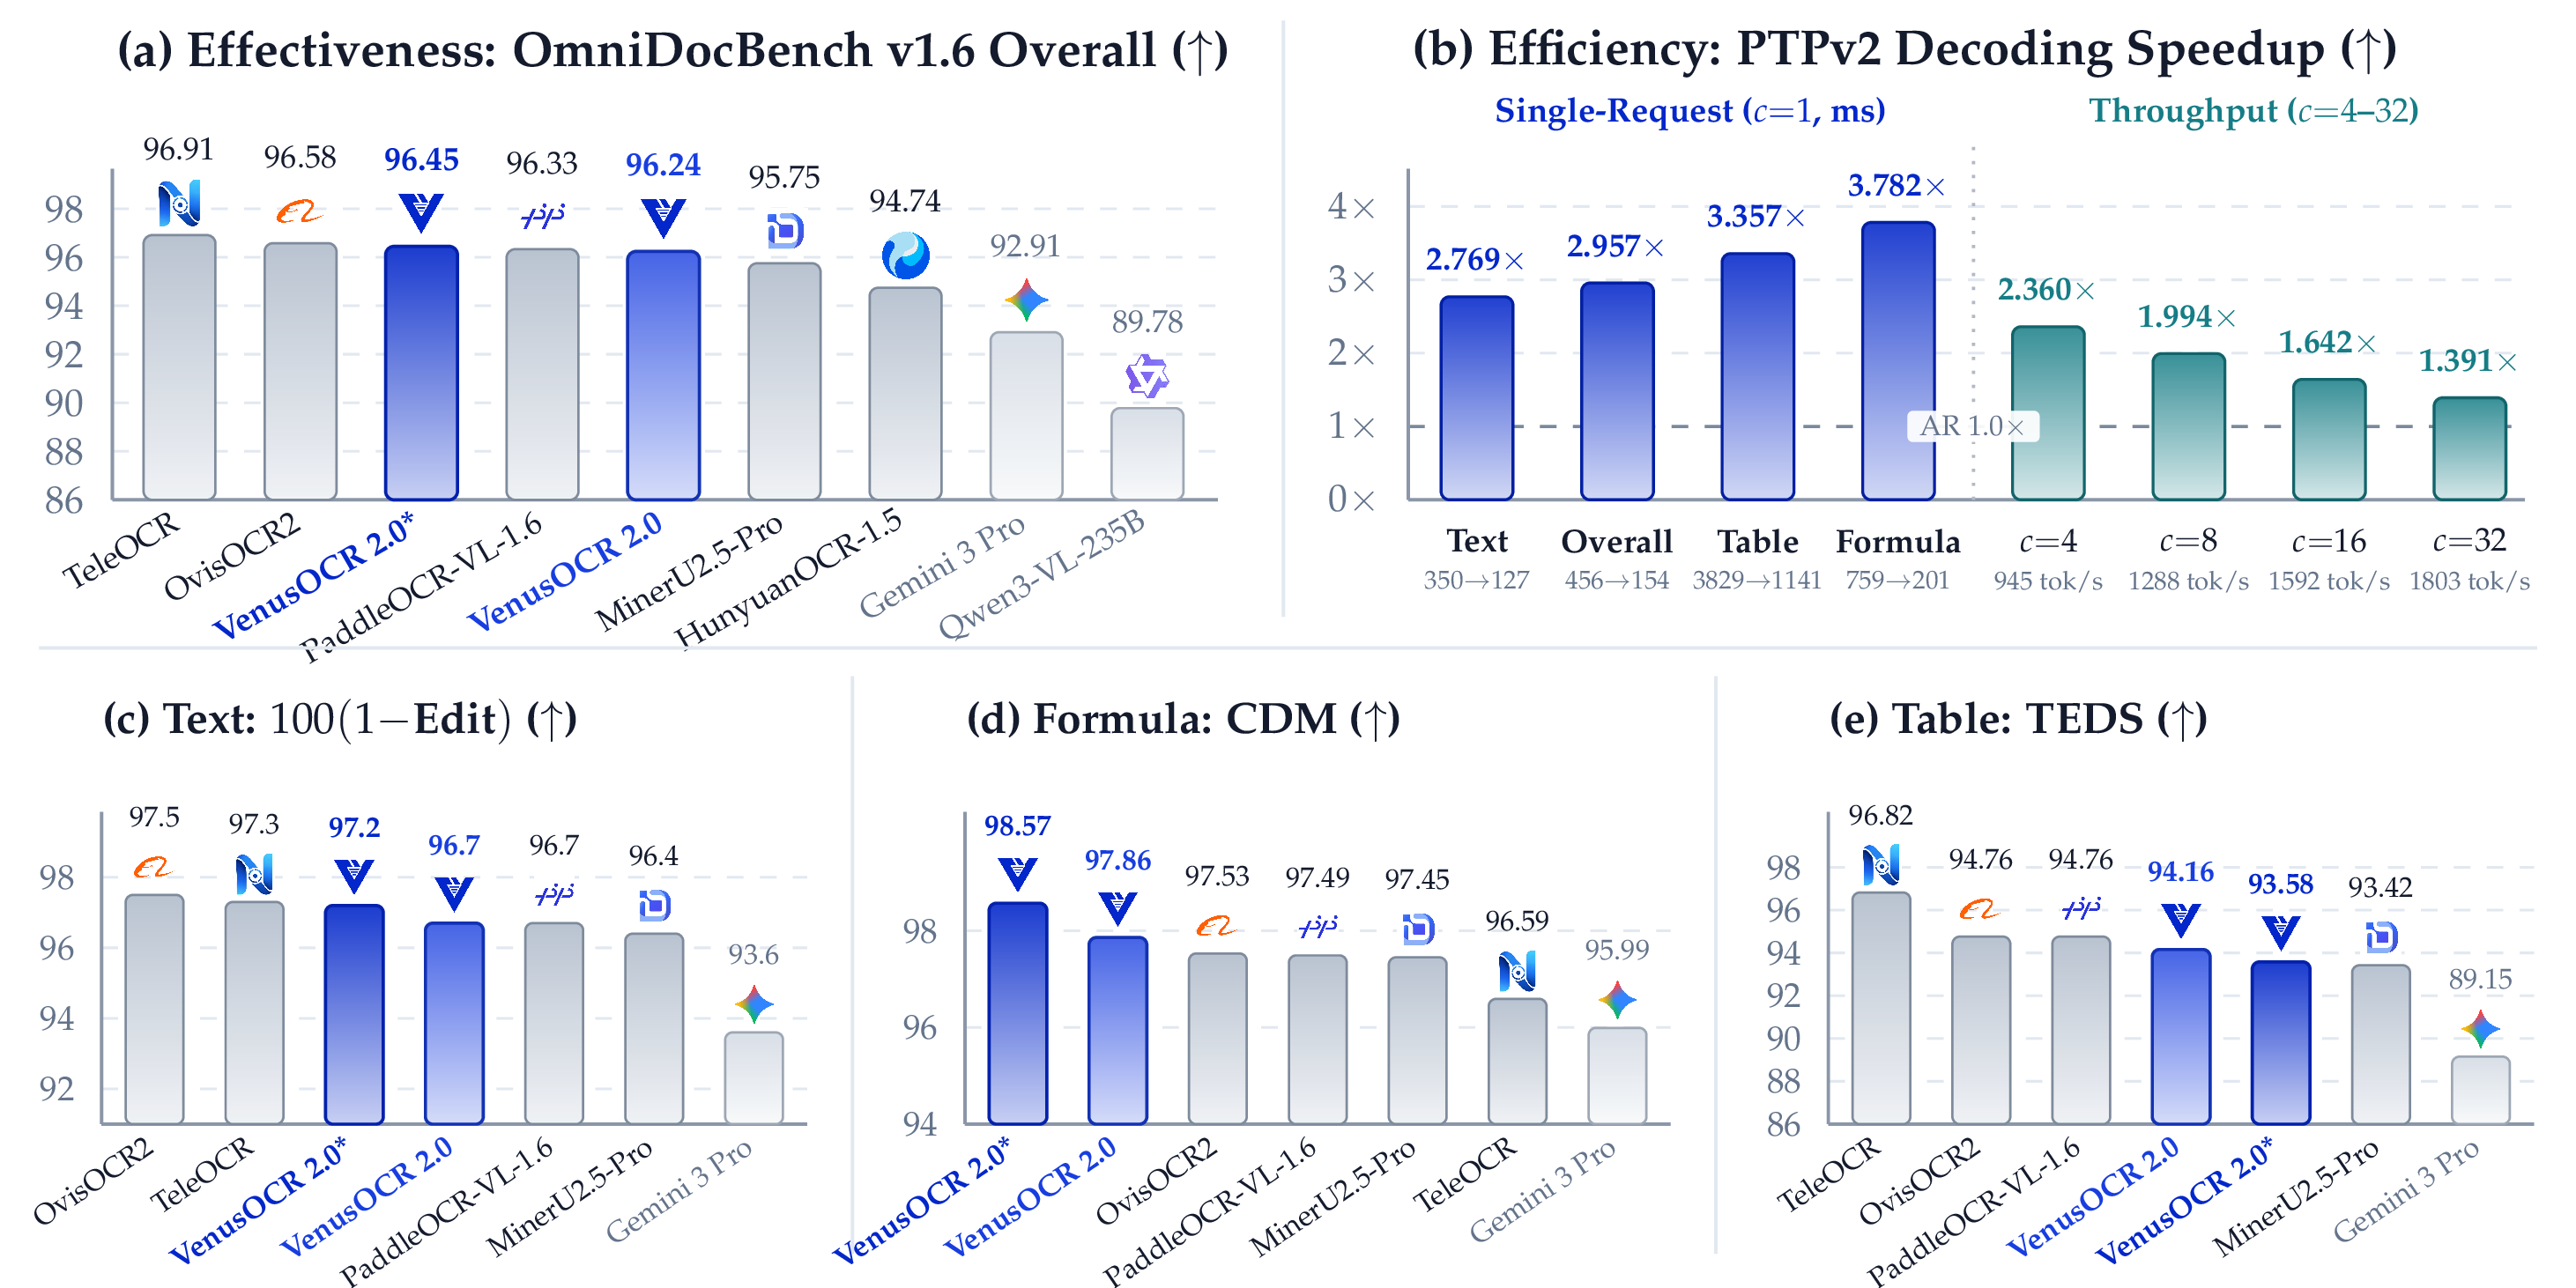 (a) Effectiveness: OmniDocBench v1.6 Overall (↑)
96.91
96.58
96.45
96.33
96.24
95.75
94.74
92.91
89.78
98
96
94
92
90
88
86
TeleOCR
OvisOCR2
VenusOCR 2.0*
PaddleOCR-VL-1.6
VenusOCR 2.0
MinerU2.5-Pro
HunyuanOCR-1.5
Gemini 3 Pro
Qwen3-VL-235B
(b) Efficiency: PTPv2 Decoding Speedup (↑)
Single-Request (c=1, ms)
Throughput (c=4–32)
4×
3×
2×
1×
0×
2.769×
2.957×
3.357×
3.782×
2.360×
1.994×
1.642×
1.391×
AR 1.0×
Text
Overall
Table
Formula
c=4
c=8
c=16
c=32
350→127
456→154
3829→1141
759→201
945 tok/s
1288 tok/s
1592 tok/s
1803 tok/s
(c) Text: 100(1−Edit) (↑)
97.5
97.3
97.2
96.7
96.7
96.4
93.6
98
96
94
92
OvisOCR2
TeleOCR
VenusOCR 2.0*
VenusOCR 2.0
PaddleOCR-VL-1.6
MinerU2.5-Pro
Gemini 3 Pro
(d) Formula: CDM (↑)
98.57
97.86
97.53
97.49
97.45
96.59
95.99
98
96
94
VenusOCR 2.0*
VenusOCR 2.0
OvisOCR2
PaddleOCR-VL-1.6
MinerU2.5-Pro
TeleOCR
Gemini 3 Pro
(e) Table: TEDS (↑)
96.82
94.76
94.76
94.16
93.58
93.42
89.15
98
96
94
92
90
88
86
TeleOCR
OvisOCR2
PaddleOCR-VL-1.6
VenusOCR 2.0
VenusOCR 2.0*
MinerU2.5-Pro
Gemini 3 Pro